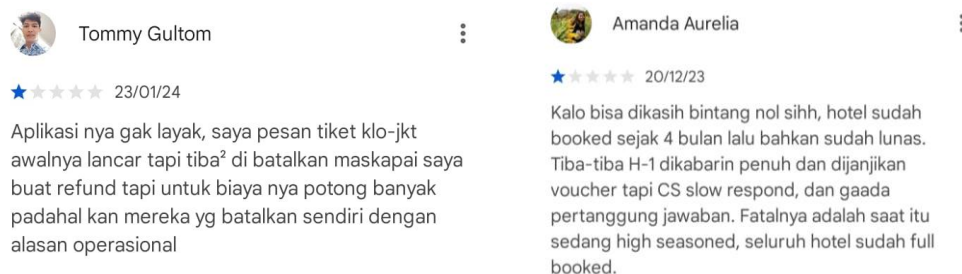 Tommy Gultom
23/01/24
Aplikasi nya gak layak, saya pesan tiket klo-jkt
awalnya lancar tapi tiba² di batalkan maskapai saya
buat refund tapi untuk biaya nya potong banyak
padahal kan mereka yg batalkan sendiri dengan
alasan operasional
Amanda Aurelia
20/12/23
Kalo bisa dikasih bintang nol sihh, hotel sudah
booked sejak 4 bulan lalu bahkan sudah lunas.
Tiba-tiba H-1 dikabarin penuh dan dijanjikan
voucher tapi CS slow respond, dan gaada
pertanggung jawaban. Fatalnya adalah saat itu
sedang high seasoned, seluruh hotel sudah full
booked.